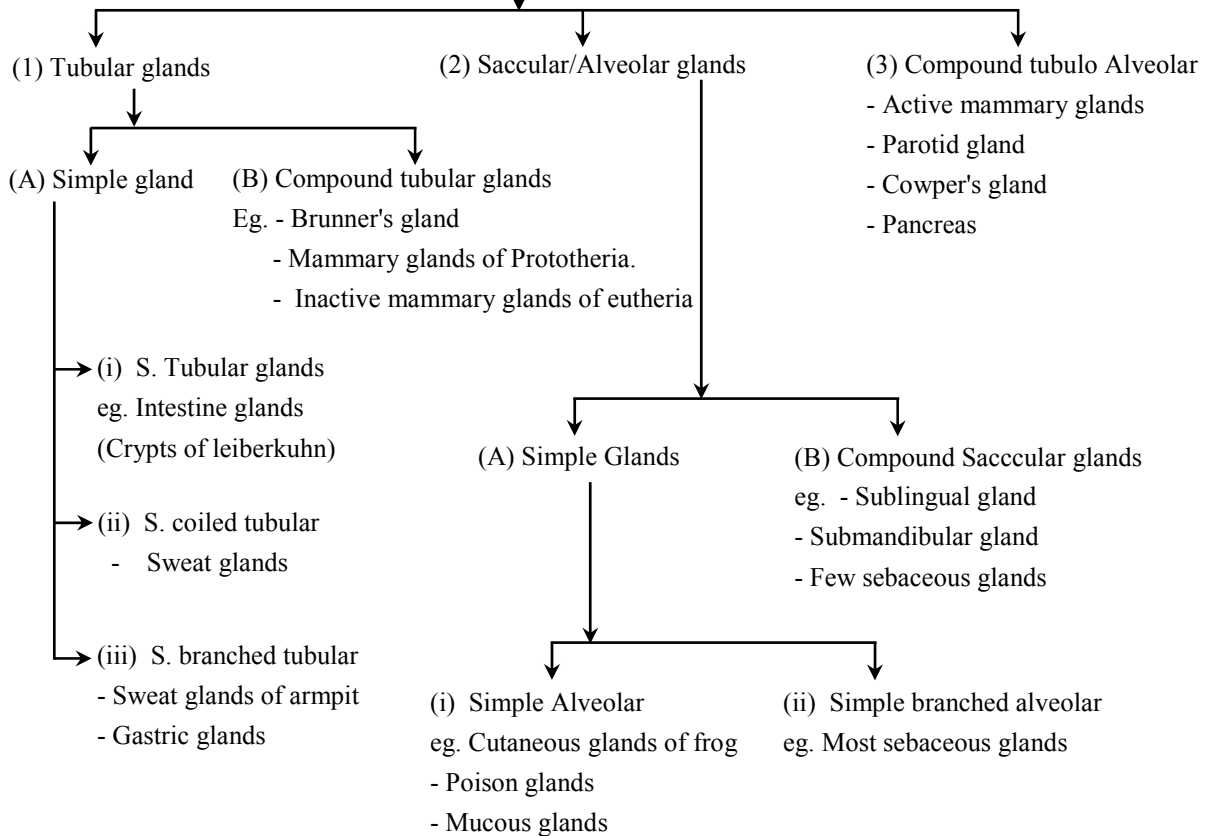 (1) Tubular glands
(2) Saccular/Alveolar glands
(3) Compound tubulo Alveolar
- Active mammary glands
- Parotid gland
- Cowper's gland
- Pancreas
(A) Simple gland
(B) Compound tubular glands
Eg. - Brunner's gland
- Mammary glands of Prototheria.
- Inactive mammary glands of eutheria
(i) S. Tubular glands
eg. Intestine glands
(Crypts of leiberkuhn)
(ii) S. coiled tubular
- Sweat glands
(iii) S. branched tubular
- Sweat glands of armpit
- Gastric glands
(A) Simple Glands
(B) Compound Sacccular glands
eg. - Sublingual gland
- Submandibular gland
- Few sebaceous glands
(i) Simple Alveolar
eg. Cutaneous glands of frog
- Poison glands
- Mucous glands
(ii) Simple branched alveolar
eg. Most sebaceous glands